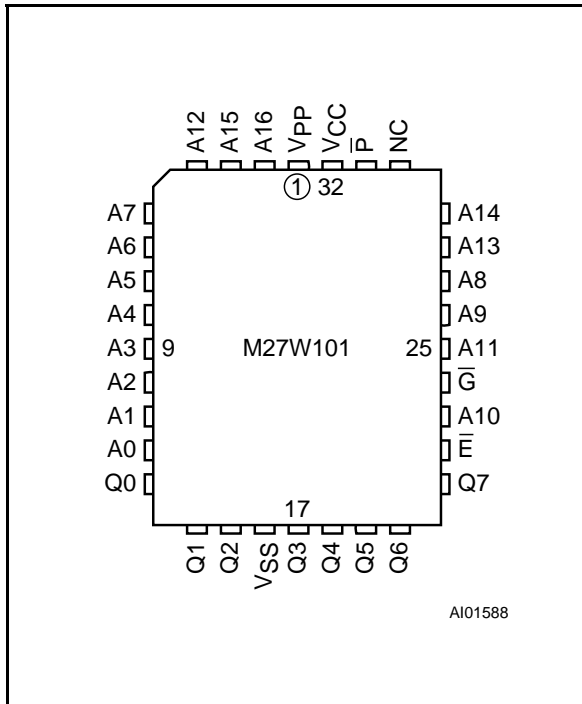 A12 A15 A16 VPP VCC P̅ NC
① 32
A7 A14
A6 A13
A5 A8
A4 A9
A3 9 M27W101 25 A11
A2 G̅
A1 A10
A0 E̅
Q0 Q7
17
Q1 Q2 VSS Q3 Q4 Q5 Q6
AI01588